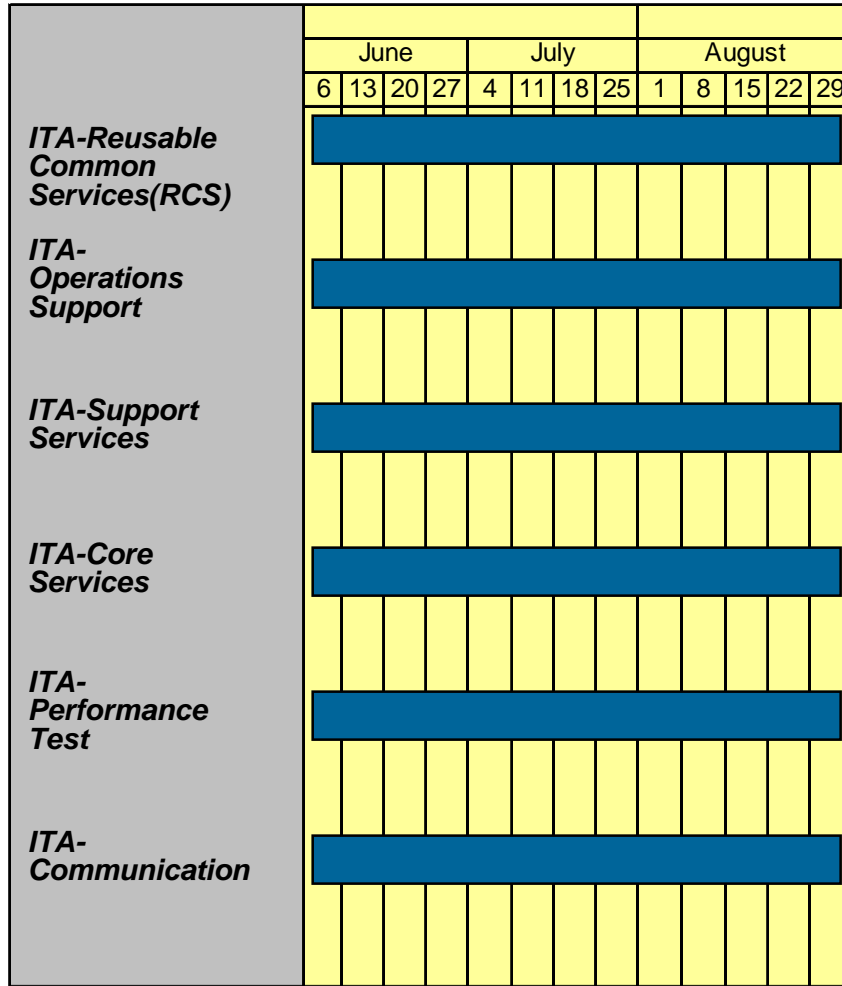 June July August
6 13 20 27 4 11 18 25 1 8 15 22 29
ITA-Reusable
Common
Services(RCS)
ITA-
Operations
Support
ITA-Support
Services
ITA-Core
Services
ITA-
Performance
Test
ITA-
Communication